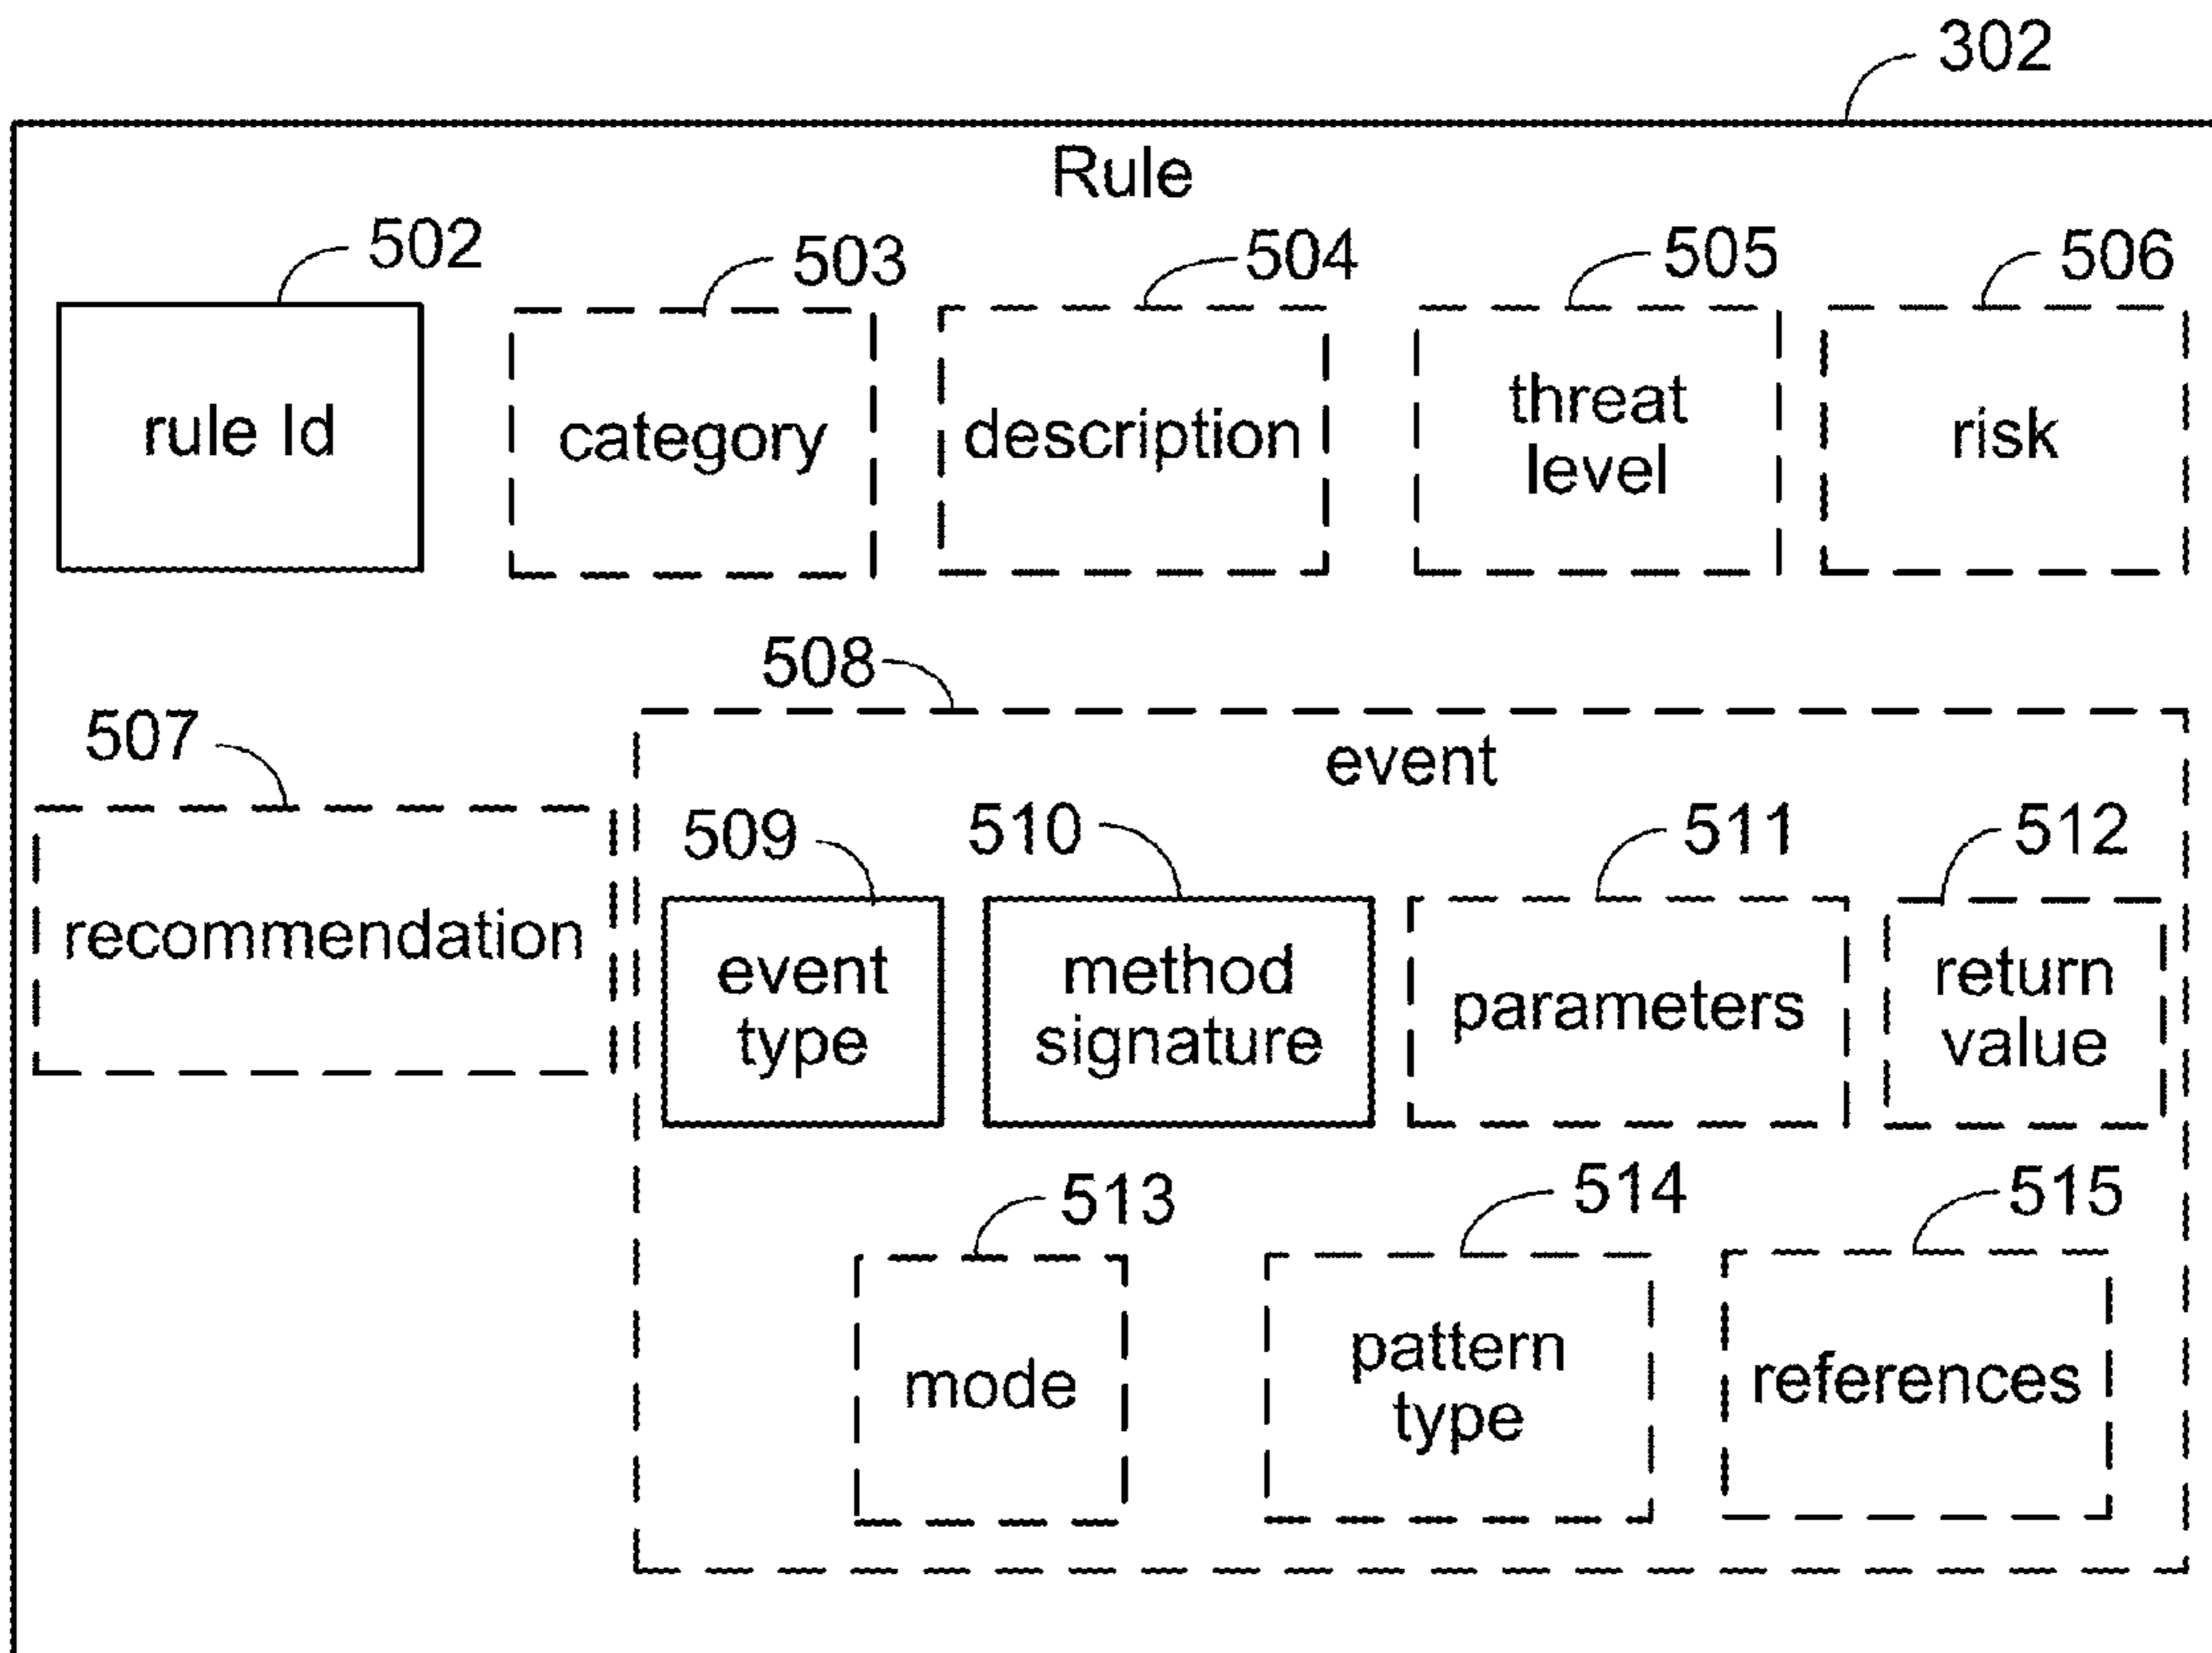 302
Rule
502
503
504
505
506
rule Id
category
description
threat
level
risk
508
507
event
509
510
511
512
recommendation
event
type
method
signature
parameters
return
value
513
514
515
mode
pattern
type
references